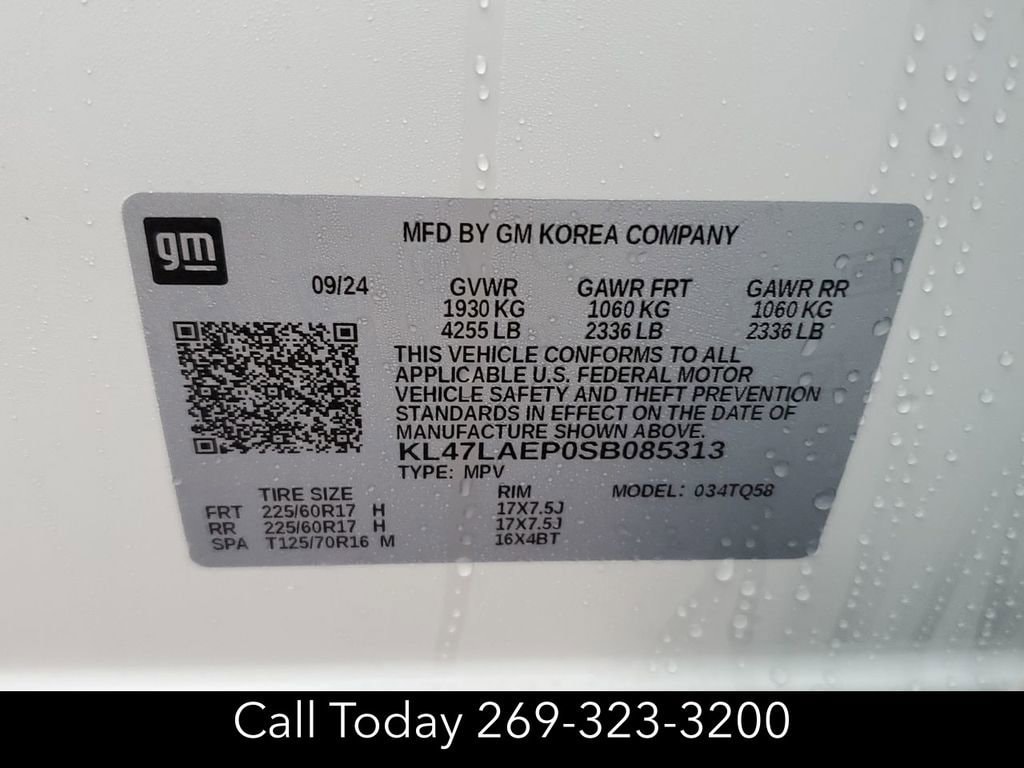 gm
MFD BY GM KOREA COMPANY
09/24 GVWR GAWR FRT GAWR RR
1930 KG 1060 KG 1060 KG
4255 LB 2336 LB 2336 LB
THIS VEHICLE CONFORMS TO ALL
APPLICABLE U.S. FEDERAL MOTOR
VEHICLE SAFETY AND THEFT PREVENTION
STANDARDS IN EFFECT ON THE DATE OF
MANUFACTURE SHOWN ABOVE.
KL47LAEP0SB085313
TYPE: MPV
TIRE SIZE RIM MODEL: 034TQ58
FRT 225/60R17 H 17X7.5J
RR 225/60R17 H 17X7.5J
SPA T125/70R16 M 16X4BT
Call Today 269-323-3200